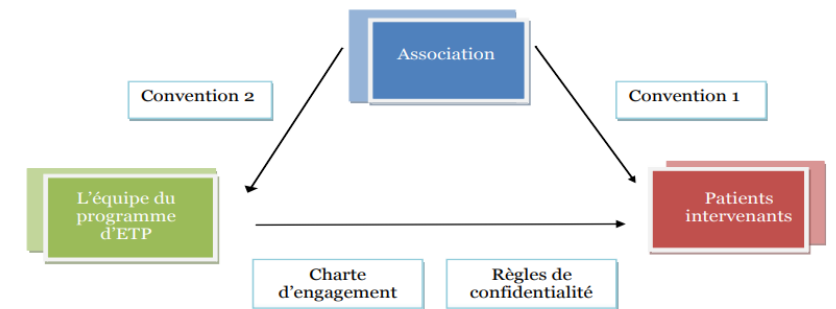 Association
Convention 2
Convention 1
L'équipe du
programme
d'ETP
Patients
intervenants
Charte
d'engagement
Règles de
confidentialité